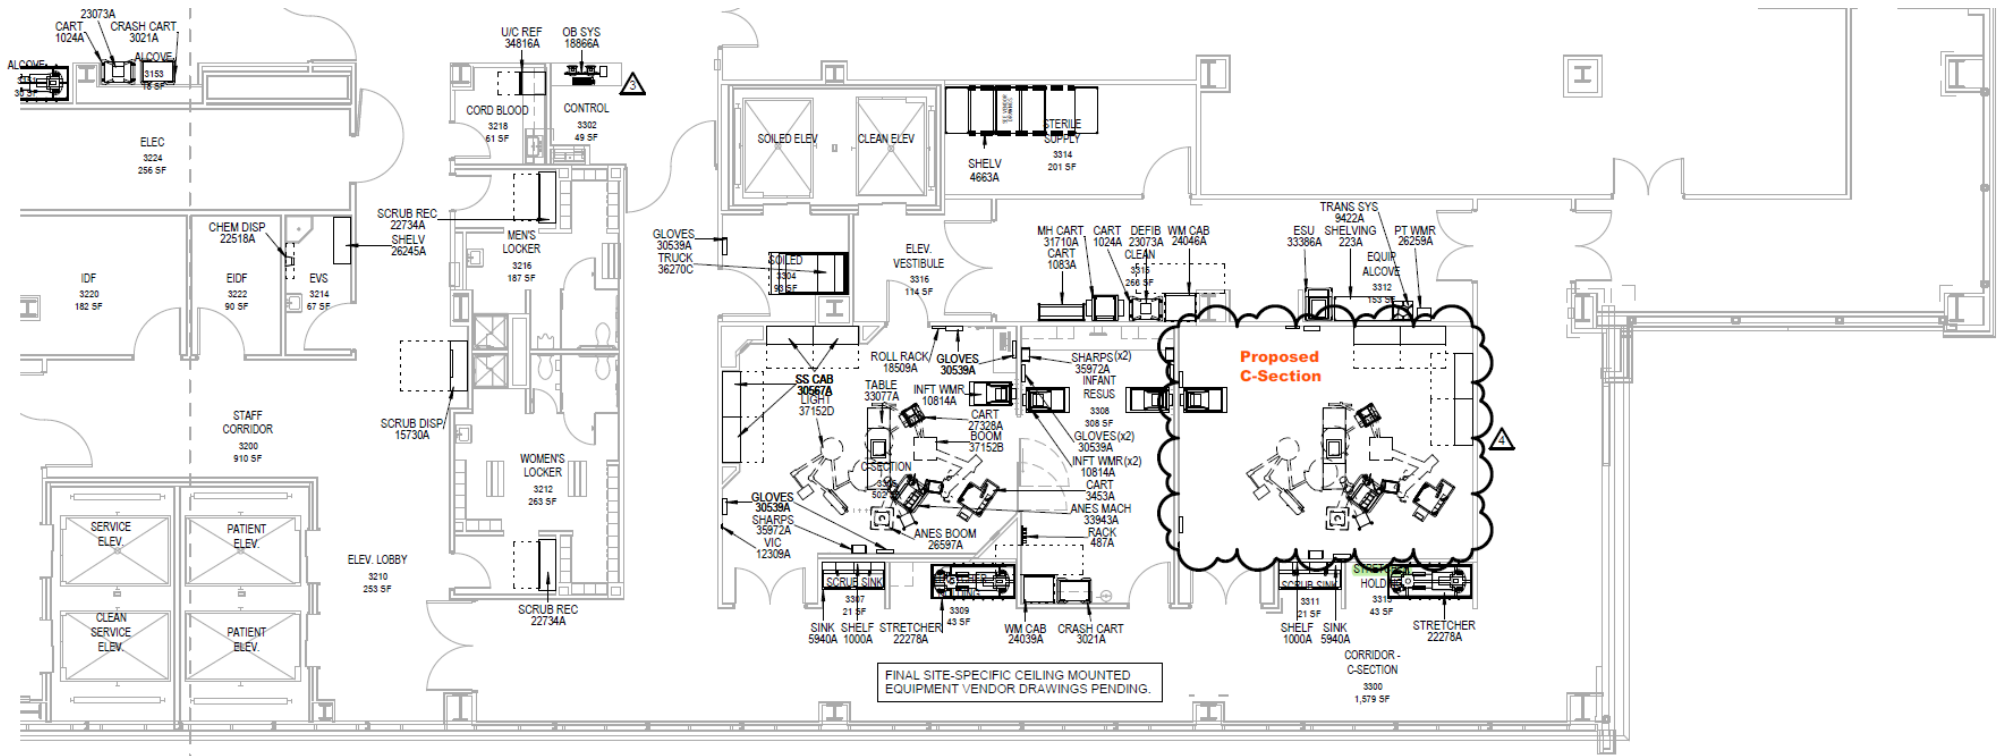 23073A
CART
1024A
CRASH CART
3021A
ALCOVE
ALCOVE
3153
18 SF
30 SF
ELEC
3224
256 SF
IDF
3220
182 SF
CHEM DISP
22518A
EIDF
3222
90 SF
EVS
3214
67 SF
SHELV
26245A
SCRUB REC
22734A
U/C REF
34816A
OB SYS
18866A
3
CORD BLOOD
3218
61 SF
CONTROL
3302
49 SF
MEN'S
LOCKER
3216
187 SF
SCRUB DISP
15730A
WOMEN'S
LOCKER
3212
263 SF
SCRUB REC
22734A
STAFF
CORRIDOR
3200
910 SF
SERVICE
ELEV.
PATIENT
ELEV.
CLEAN
SERVICE
ELEV.
PATIENT
ELEV.
ELEV. LOBBY
3210
253 SF
SOILED ELEV
CLEAN ELEV
GLOVES
30539A
TRUCK
36270C
SOILED
3304
93 SF
ELEV.
VESTIBULE
3316
114 SF
SEE VENDOR
DRAWINGS
STERILE
SUPPLY
3314
201 SF
SHELV
4663A
MH CART
31710A
CART
1083A
CART
1024A
DEFIB
23073A
CLEAN
266 SF
WM CAB
24046A
ESU
33386A
TRANS SYS
9422A
SHELVING
223A
EQUIP
ALCOVE
3312
153 SF
PT WMR
26259A
ROLL RACK
18509A
GLOVES
30539A
SS CAB
30567A
LIGHT
37152D
TABLE
33077A
INFT WMR
10814A
CART
27328A
BOOM
37152B
C-SECTION
502
SHARPS (x2)
35972A
INFANT
RESUS
3308
308 SF
GLOVES (x2)
30539A
INFT WMR (x2)
10814A
CART
3453A
ANES MACH
33943A
RACK
487A
GLOVES
30539A
SHARPS
35972A
VIC
12309A
ANES BOOM
26597A
SCRUB SINK
3307
21 SF
SINK
5940A
SHELF
1000A
3309
43 SF
STRETCHER
22278A
WM CAB
24039A
CRASH CART
3021A
Proposed
C-Section
4
SCRUB SINK
3311
21 SF
SHELF
1000A
SINK
5940A
43 SF
STRETCHER
22278A
CORRIDOR -
C-SECTION
3300
1,579 SF
FINAL SITE-SPECIFIC CEILING MOUNTED
EQUIPMENT VENDOR DRAWINGS PENDING.